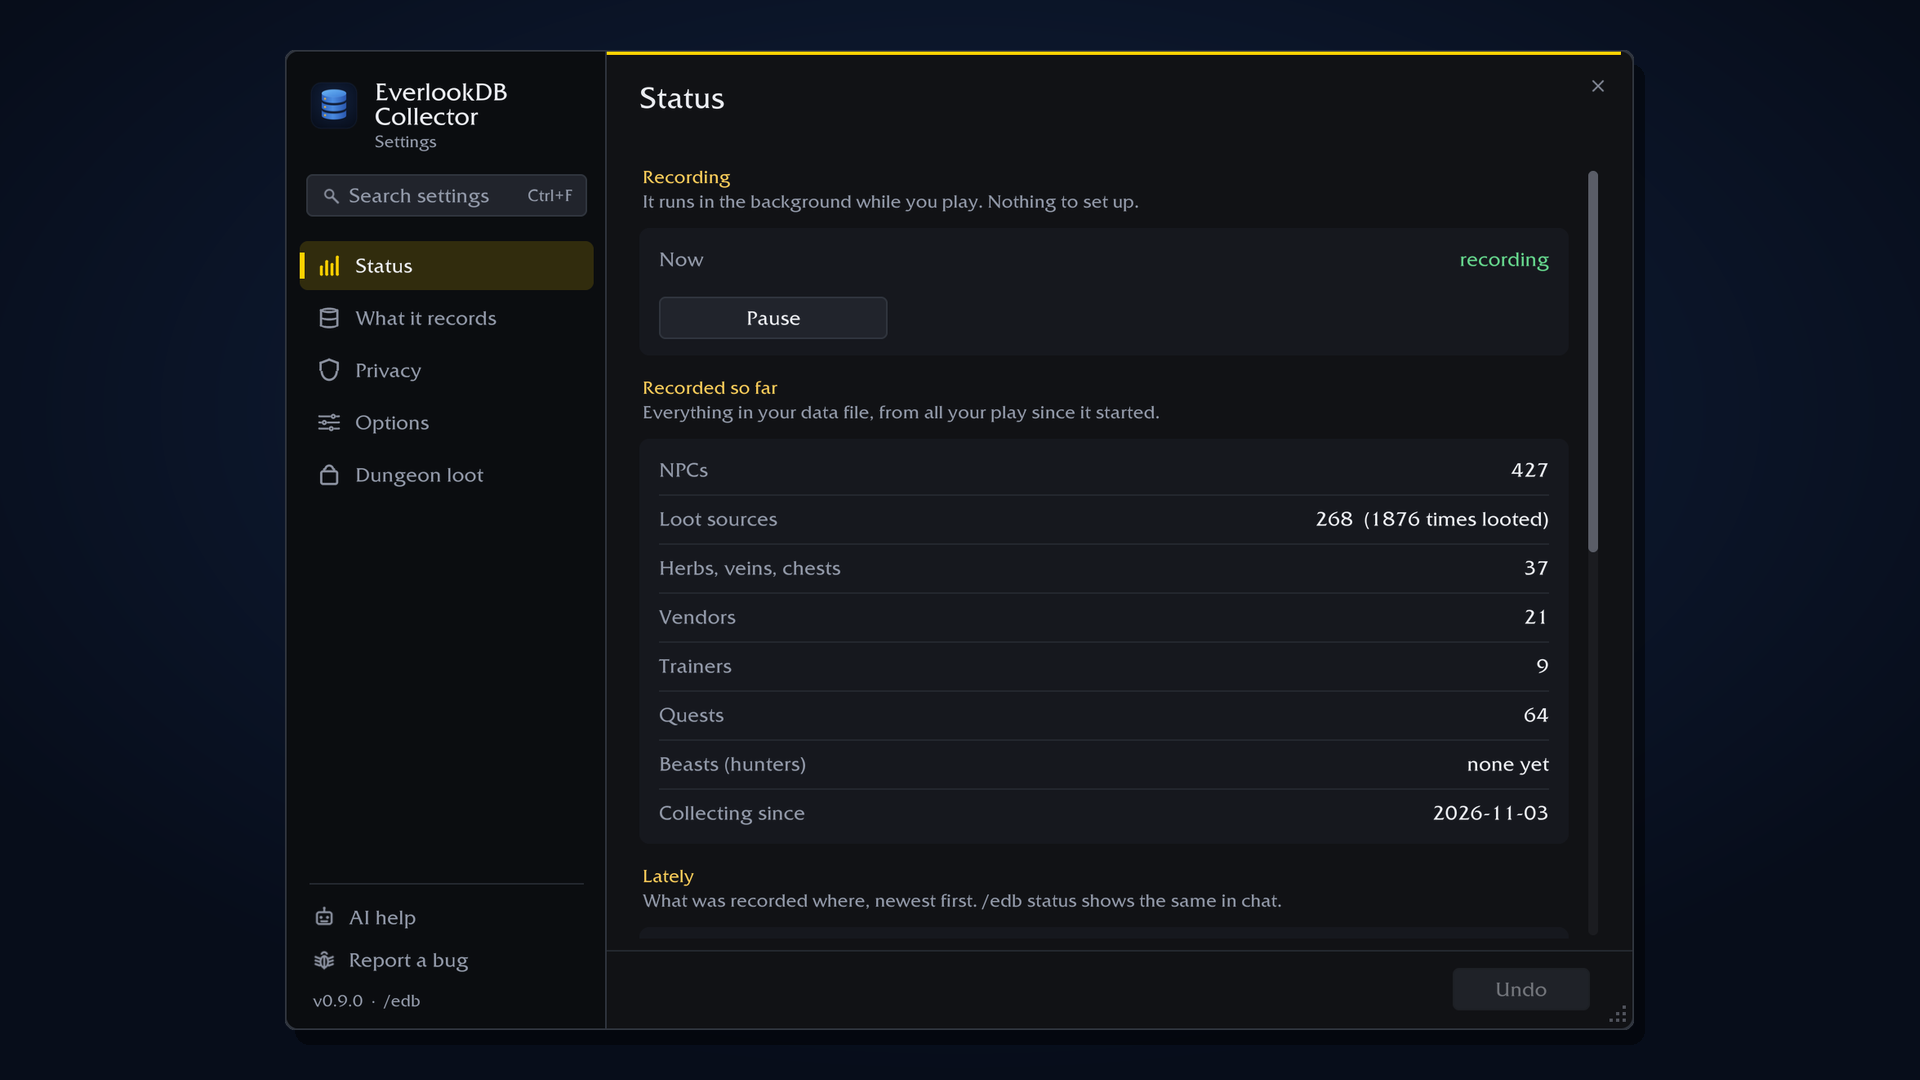 EverlookDB
Collector
Settings
Search settings Ctrl+F
Status
What it records
Privacy
Options
Dungeon loot
AI help
Report a bug
v0.9.0 · /edb
Status
Recording
It runs in the background while you play. Nothing to set up.
Now recording
Pause
Recorded so far
Everything in your data file, from all your play since it started.
NPCs 427
Loot sources 268 (1876 times looted)
Herbs, veins, chests 37
Vendors 21
Trainers 9
Quests 64
Beasts (hunters) none yet
Collecting since 2026-11-03
Lately
What was recorded where, newest first. /edb status shows the same in chat.
Undo